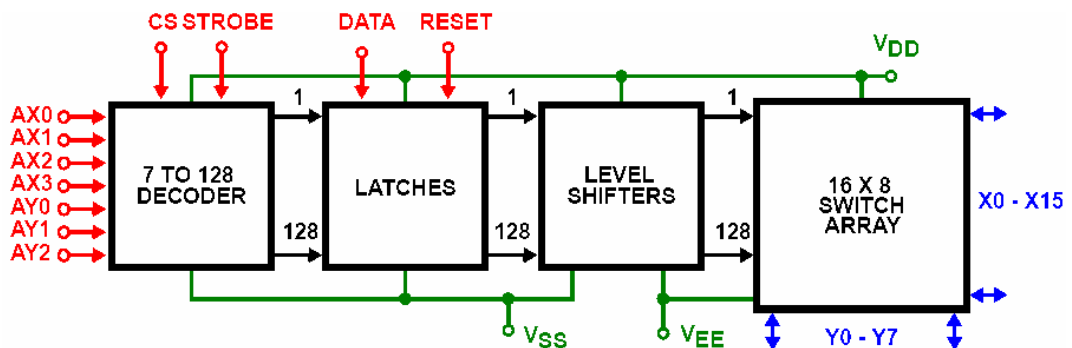 CS STROBE DATA RESET
VDD
AX0
AX1
AX2
AX3
AY0
AY1
AY2
7 TO 128
DECODER
1
128
LATCHES
1
128
LEVEL
SHIFTERS
1
128
16 X 8
SWITCH
ARRAY
X0 - X15
VSS
VEE
Y0 - Y7